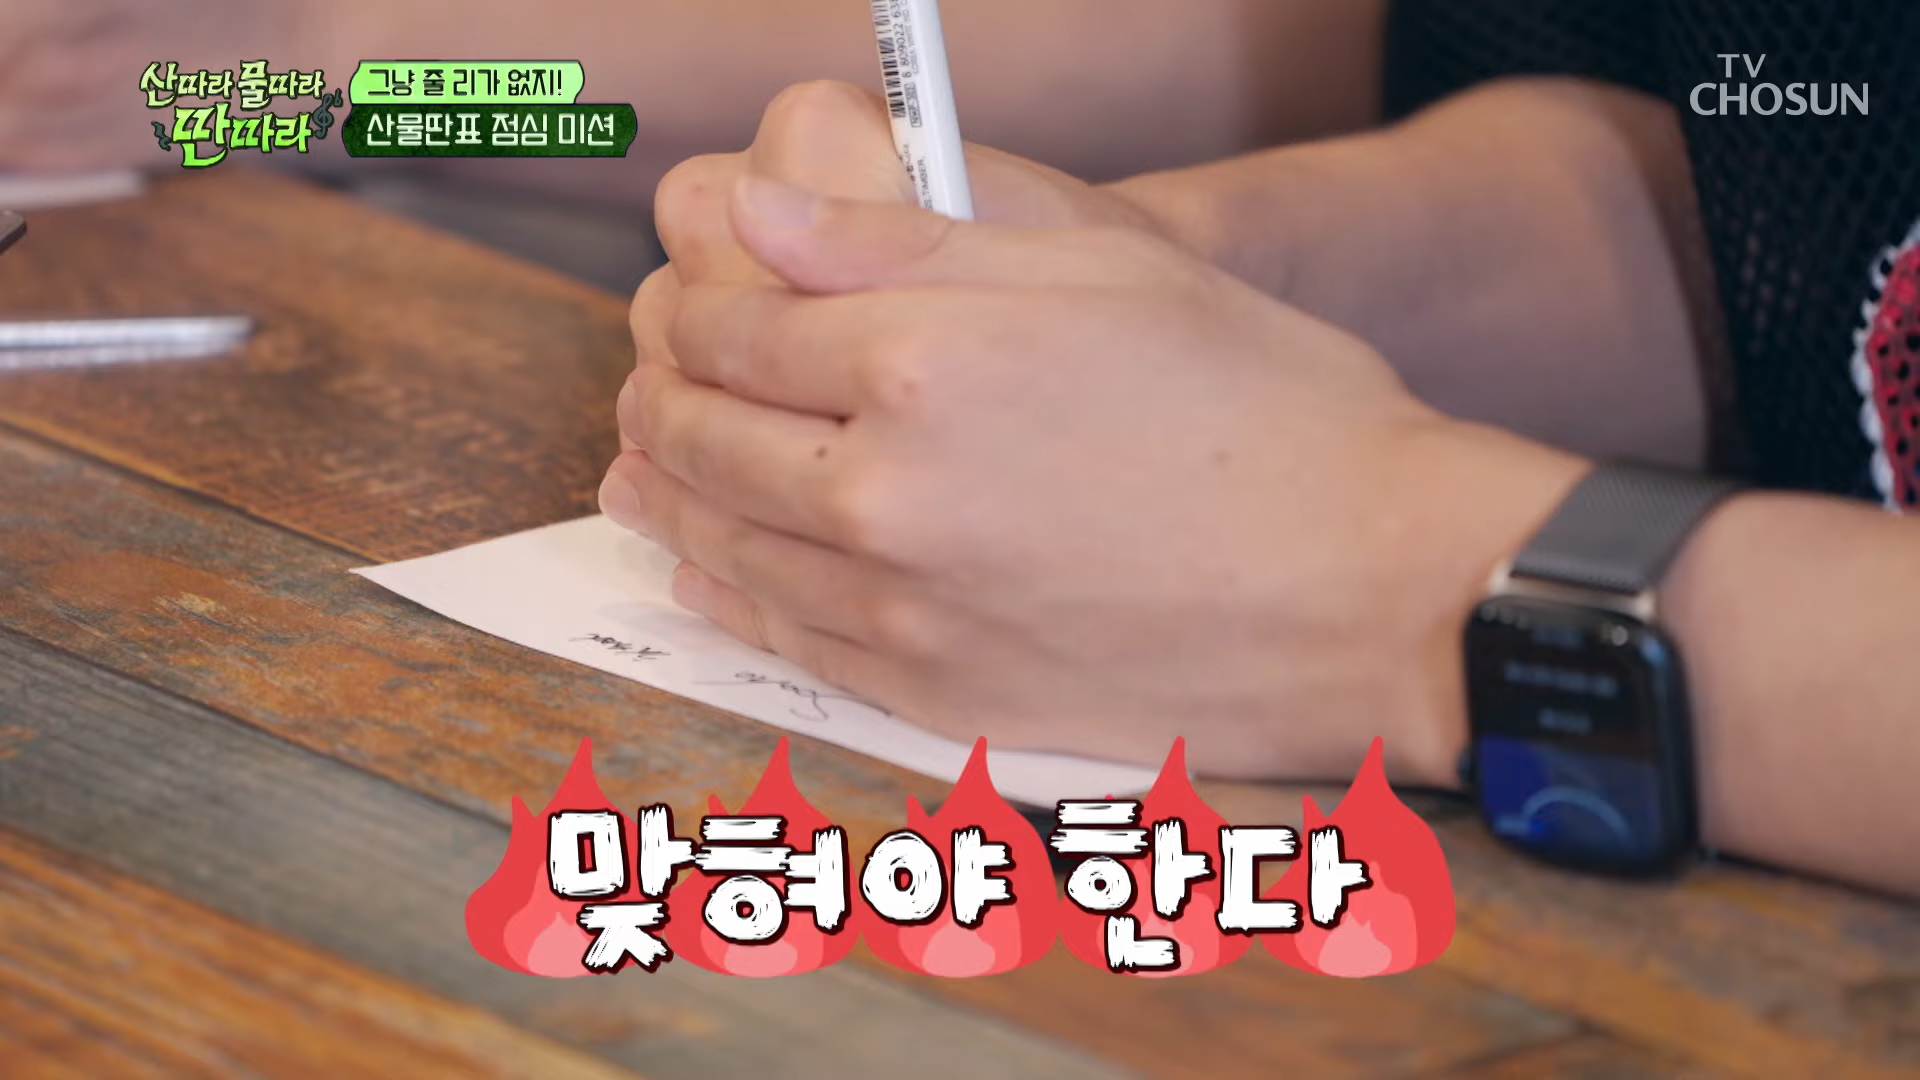 산따라 물따라
딴따라
그냥 줄 리가 없지!
산물딴표 점심 미션
TV
CHOSUN
맞혀야 한다